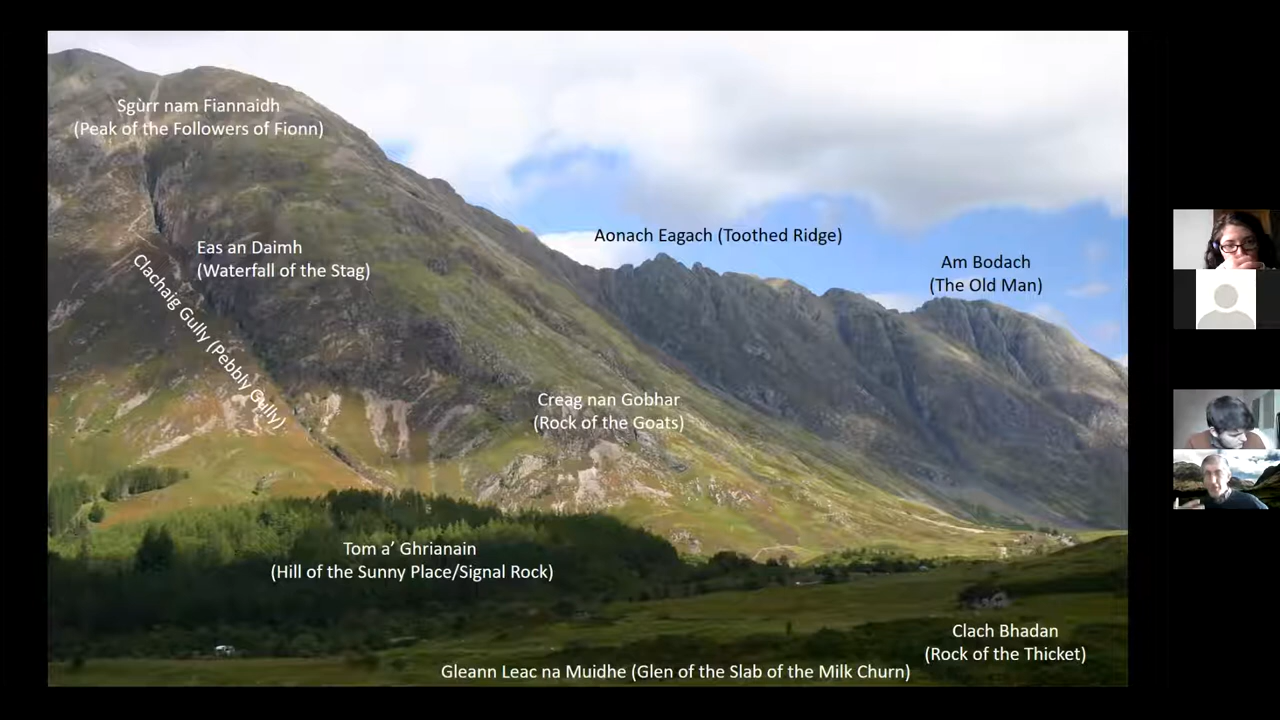 Sgùrr nam Fiannaidh
(Peak of the Followers of Fionn)
Aonach Eagach (Toothed Ridge)
Eas an Daimh
(Waterfall of the Stag)
Am Bodach
(The Old Man)
Clachaig Gully (Pebbly Gully)
Creag nan Gobhar
(Rock of the Goats)
Tom a’ Ghrianain
(Hill of the Sunny Place/Signal Rock)
Clach Bhadan
(Rock of the Thicket)
Gleann Leac na Muidhe (Glen of the Slab of the Milk Churn)